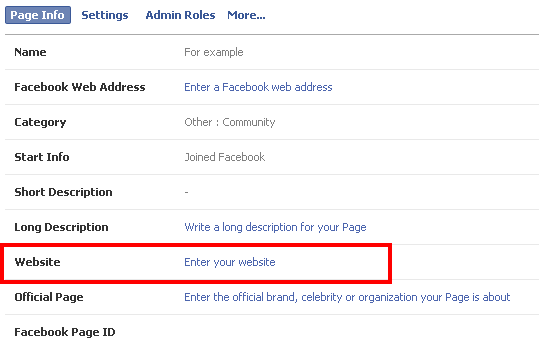 Page Info Settings Admin Roles More...
Name For example
Facebook Web Address Enter a Facebook web address
Category Other : Community
Start Info Joined Facebook
Short Description -
Long Description Write a long description for your Page
Website Enter your website
Official Page Enter the official brand, celebrity or organization your Page is about
Facebook Page ID